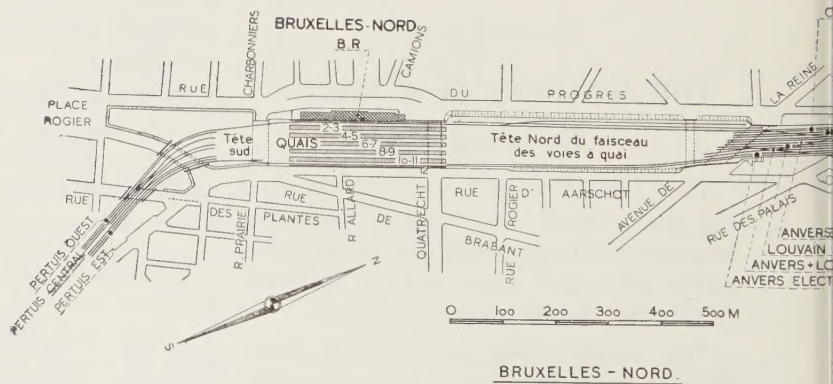 BRUXELLES-NORD
B.R
CHARBONNIERS
CAMIONS
RUE
DU
PROGRES
LA REINE
PLACE
ROGIER
Tête
sud
QUAIS
2-3
4-5
6-7
8-9
10-11
12
Tête Nord du faisceau
des voies à quai
RUE
DES
PLANTES
R. PRAIRIE
RUE
R ALLARD
DE
QUATRECHT
BRABANT
RUE
D'
AARSCHOT
RUE
ROGIER
AVENUE DE
RUE DES PALAIS
PERTUIS OUEST
PERTUIS CENTRAL
PERTUIS EST
ANVERS
LOUVAIN
ANVERS+LO
ANVERS ELECT
N
S
0 100 200 300 400 500 M
BRUXELLES - NORD.